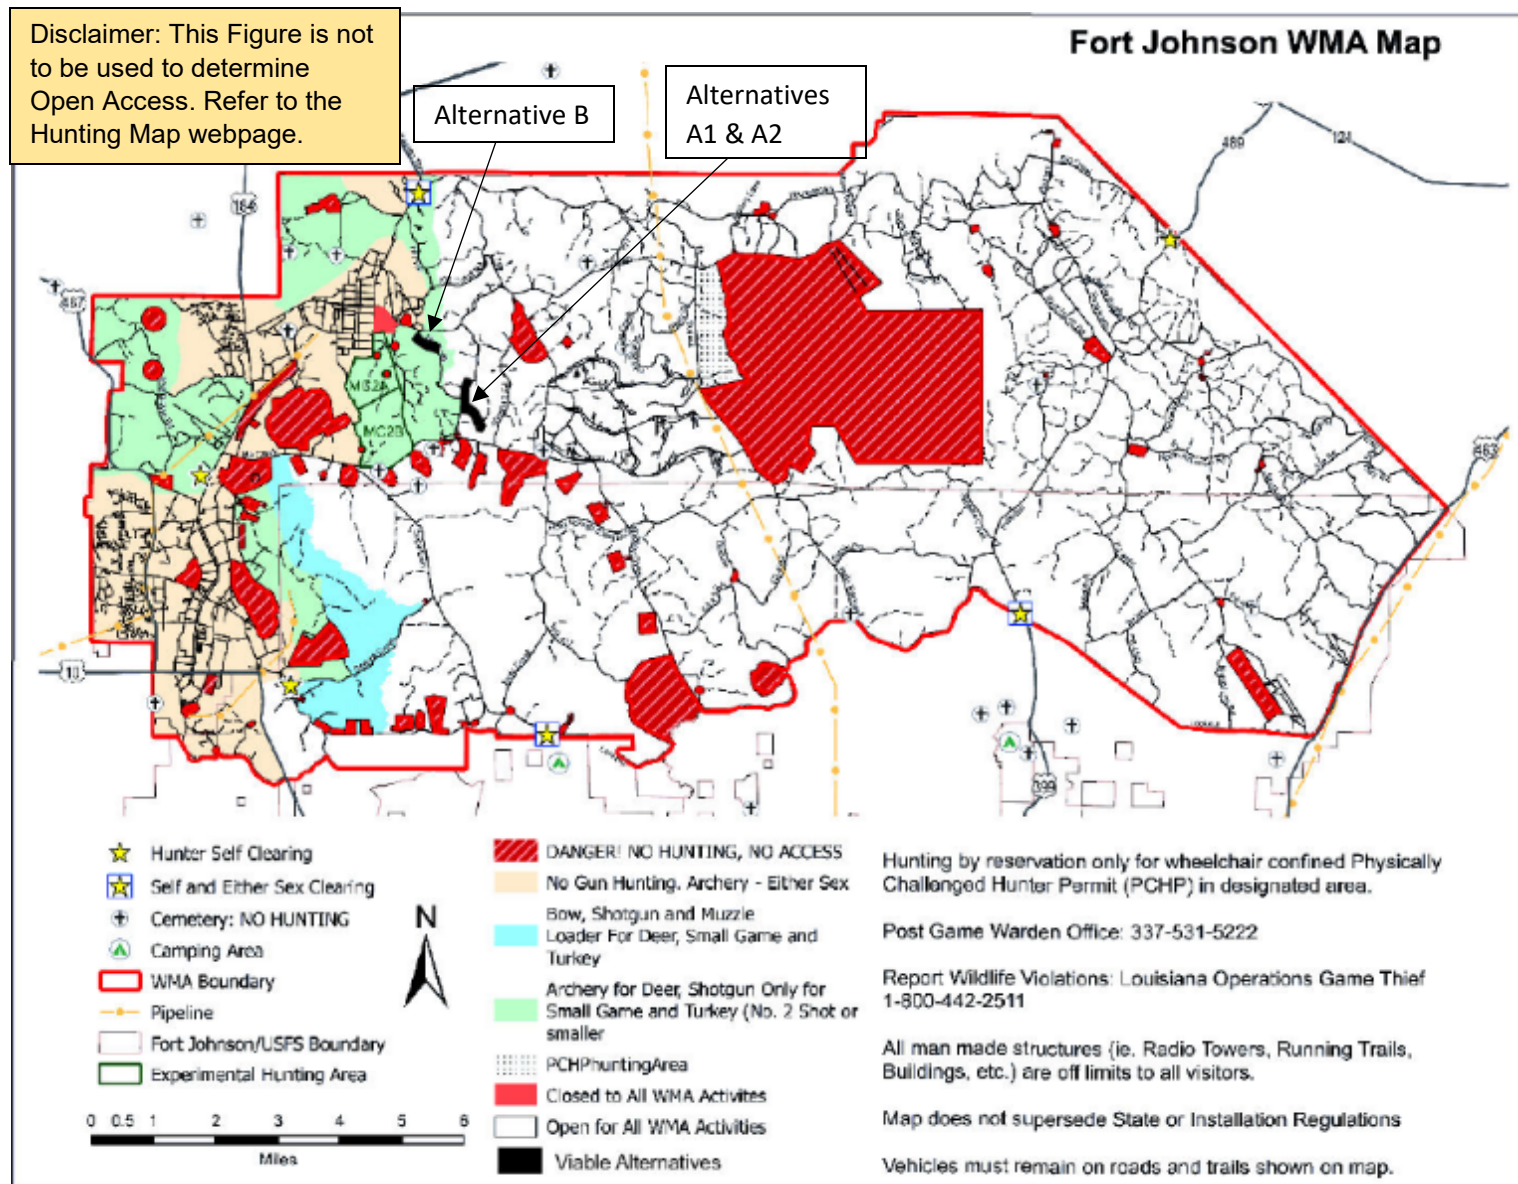 Disclaimer: This Figure is not
to be used to determine
Open Access. Refer to the
Hunting Map webpage.
Fort Johnson WMA Map
Alternative B
Alternatives
A1 & A2
489
124
184
467
MC2B
463
10
399
Hunter Self Clearing
Self and Either Sex Clearing
Cemetery: NO HUNTING
Camping Area
WMA Boundary
Pipeline
Fort Johnson/USFS Boundary
Experimental Hunting Area
0 0.5 1 2 3 4 5 6
Miles
N
DANGER! NO HUNTING, NO ACCESS
No Gun Hunting. Archery - Either Sex
Bow, Shotgun and Muzzle
Loader For Deer, Small Game and
Turkey
Archery for Deer, Shotgun Only for
Small Game and Turkey (No. 2 Shot or
smaller
PCHPhuntingArea
Closed to All WMA Activites
Open for All WMA Activities
Viable Alternatives
Hunting by reservation only for wheelchair confined Physically
Challenged Hunter Permit (PCHP) in designated area.
Post Game Warden Office: 337-531-5222
Report Wildlife Violations: Louisiana Operations Game Thief
1-800-442-2511
All man made structures (ie. Radio Towers, Running Trails,
Buildings, etc.) are off limits to all visitors.
Map does not supersede State or Installation Regulations
Vehicles must remain on roads and trails shown on map.